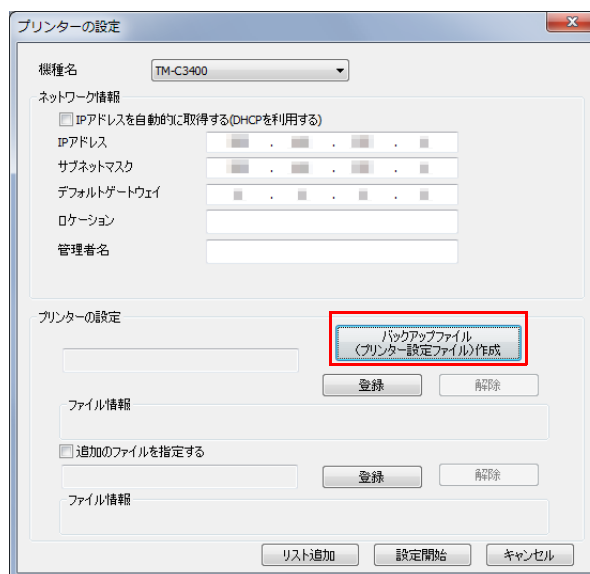 プリンターの設定
機種名 TM-C3400
ネットワーク情報
IPアドレスを自動的に取得する(DHCPを利用する)
IPアドレス . . .
サブネットマスク . . .
デフォルトゲートウェイ . . .
ロケーション
管理者名
プリンターの設定
バックアップファイル
(プリンター設定ファイル)作成
登録 解除
ファイル情報
追加のファイルを指定する
登録 解除
ファイル情報
リスト追加 設定開始 キャンセル